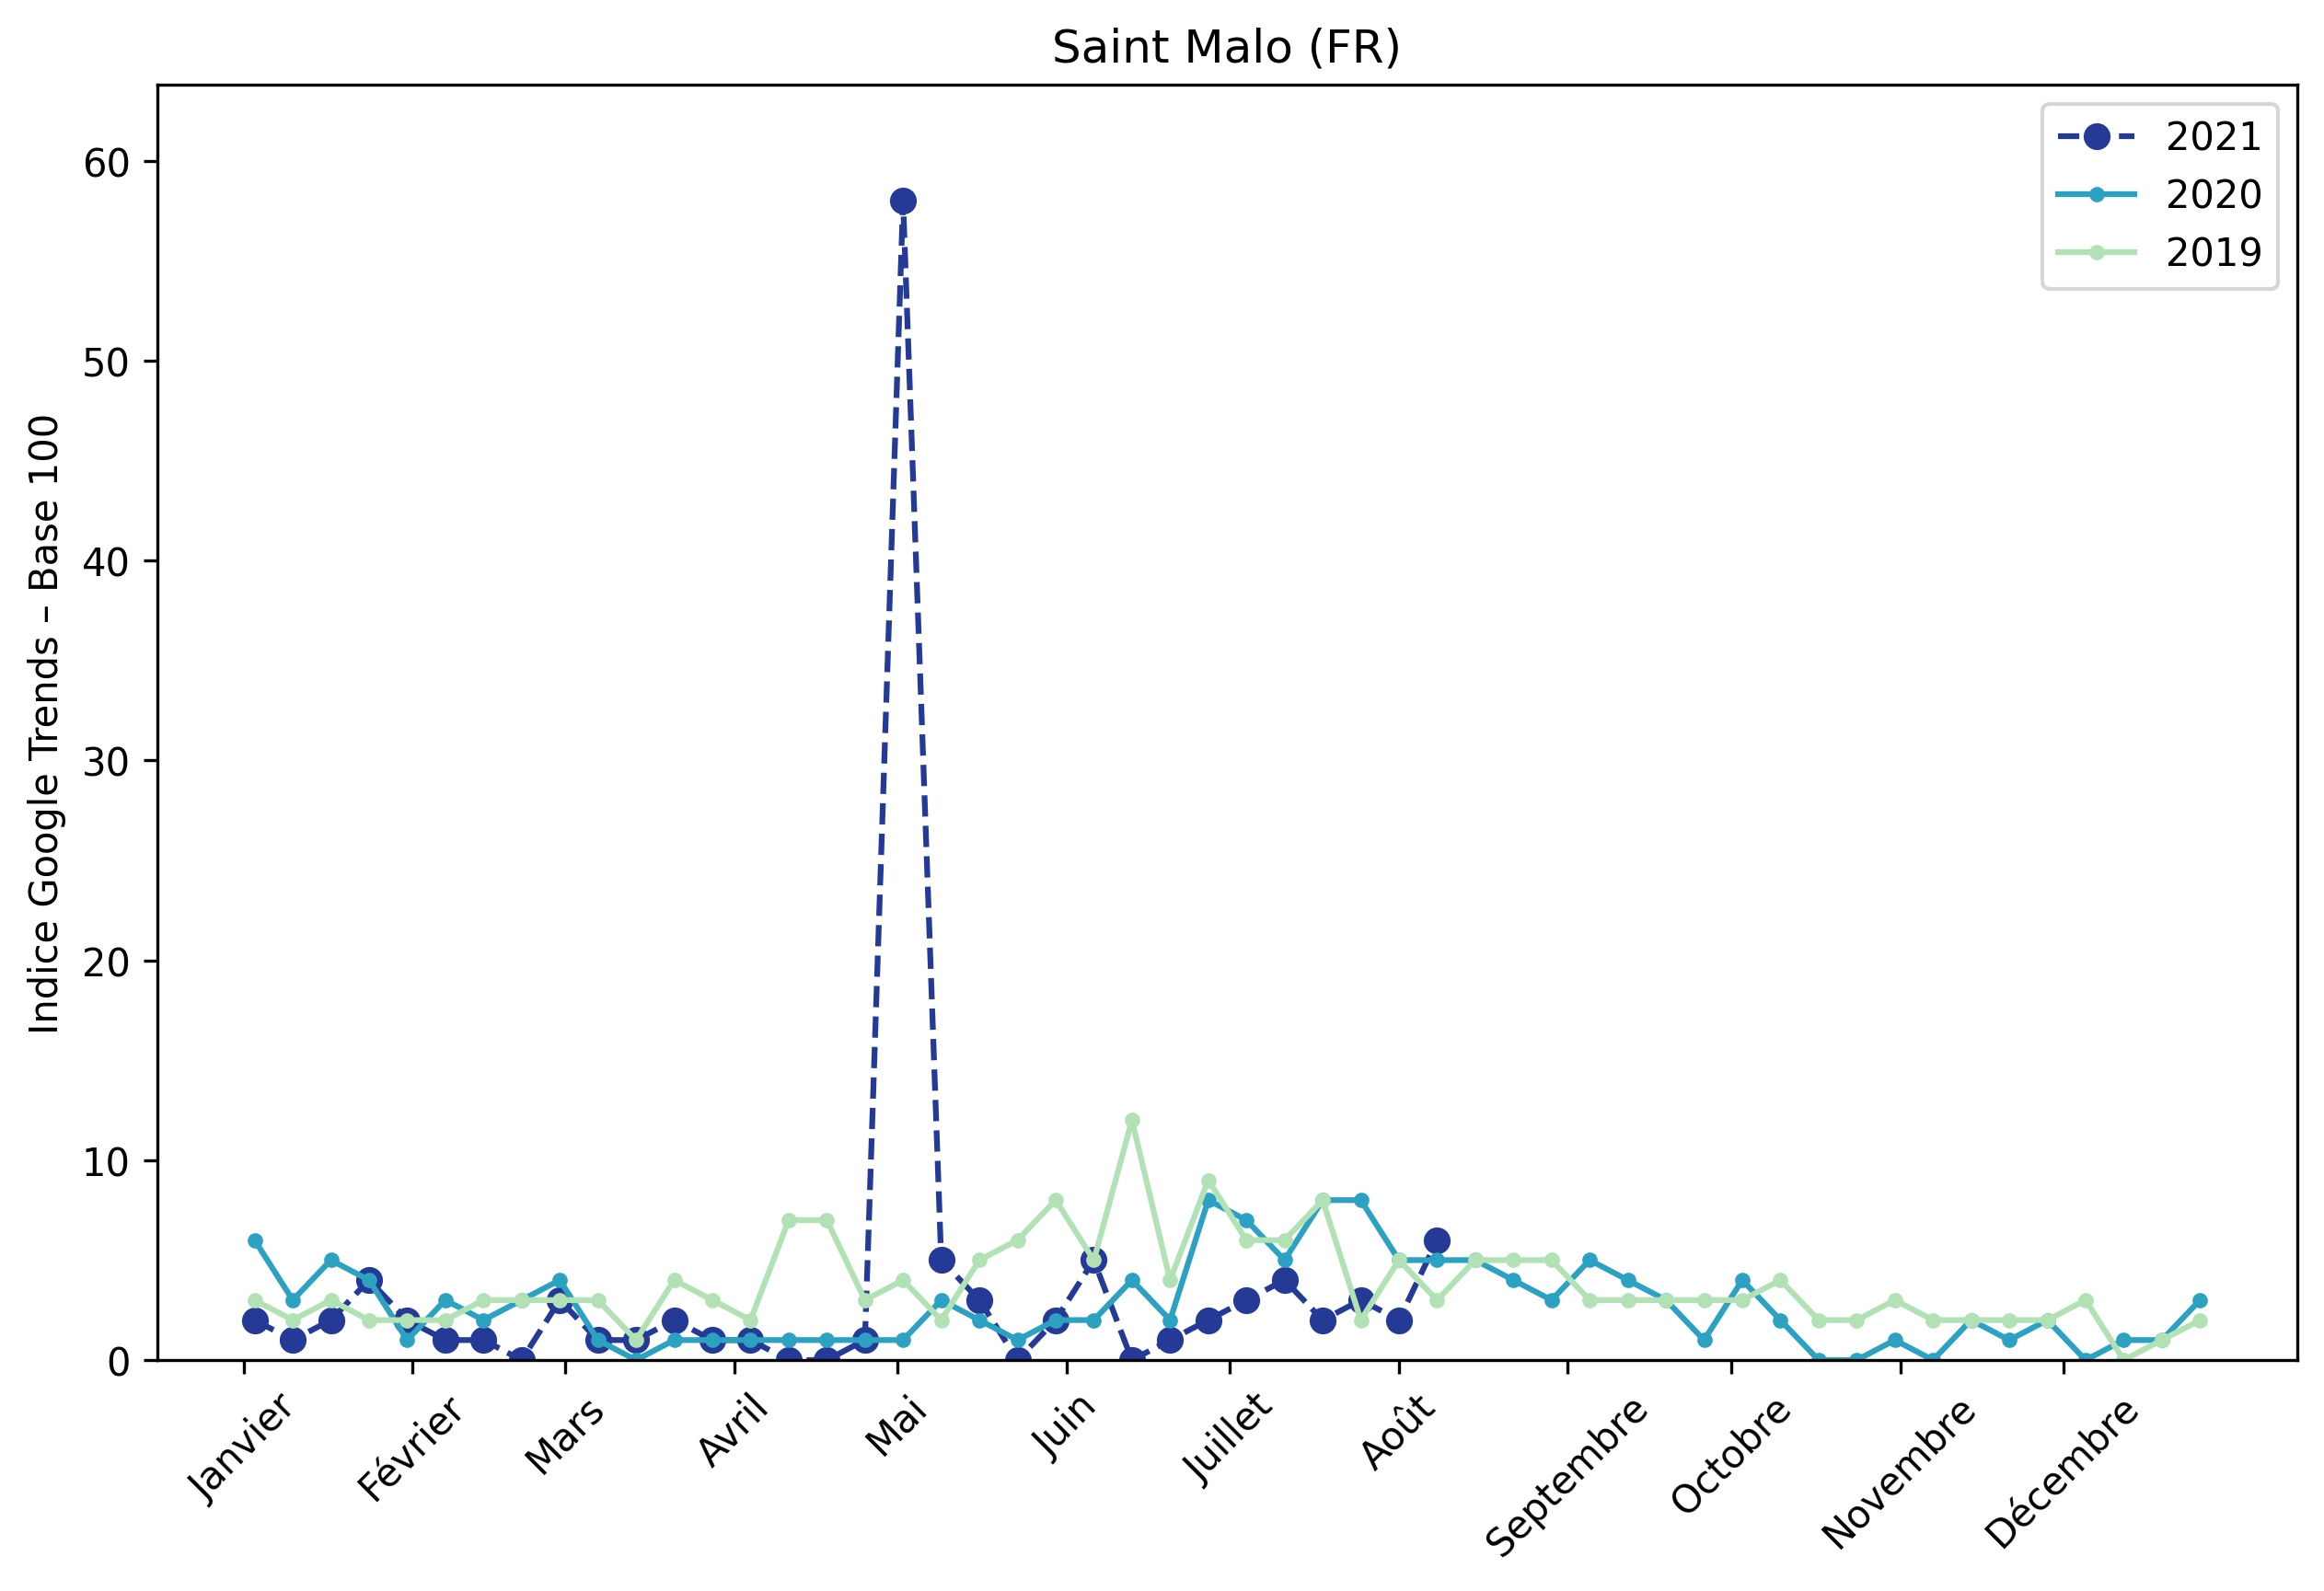 Saint Malo (FR)
Indice Google Trends – Base 100
60
50
40
30
20
10
0
2021
2020
2019
Janvier
Février
Mars
Avril
Mai
Juin
Juillet
Août
Septembre
Octobre
Novembre
Décembre